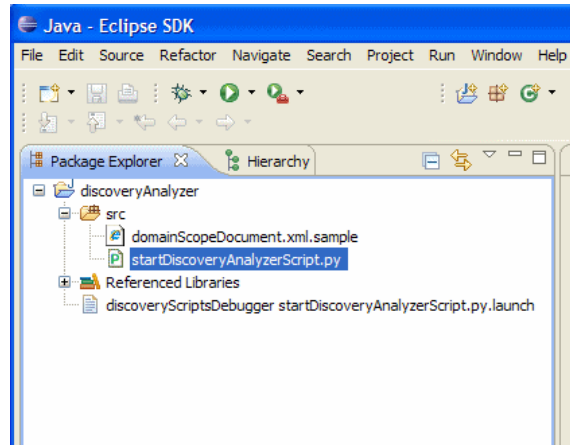 Java - Eclipse SDK
File Edit Source Refactor Navigate Search Project Run Window Help
Package Explorer Hierarchy
discoveryAnalyzer
src
domainScopeDocument.xml.sample
startDiscoveryAnalyzerScript.py
Referenced Libraries
discoveryScriptsDebugger startDiscoveryAnalyzerScript.py.launch